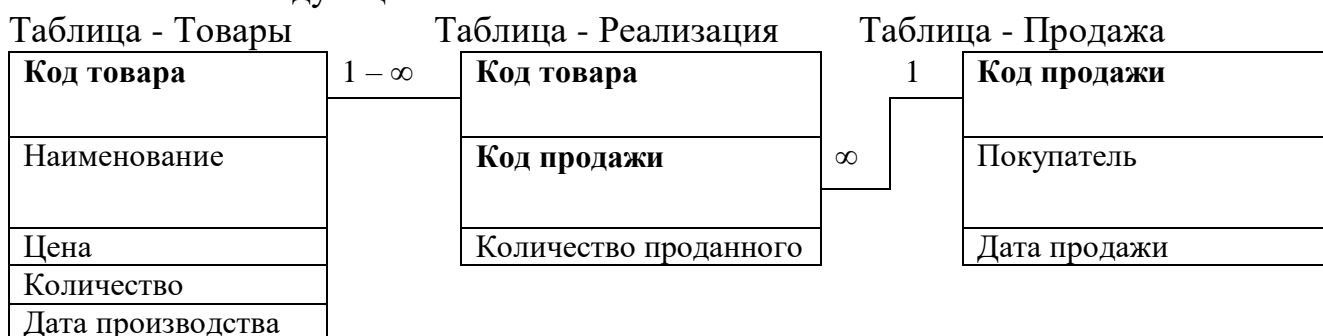 Таблица - Товары Таблица - Реализация Таблица - Продажа
Код товара 1 – ∞ Код товара 1 Код продажи
Наименование Код продажи ∞ Покупатель
Цена Количество проданного Дата продажи
Количество
Дата производства